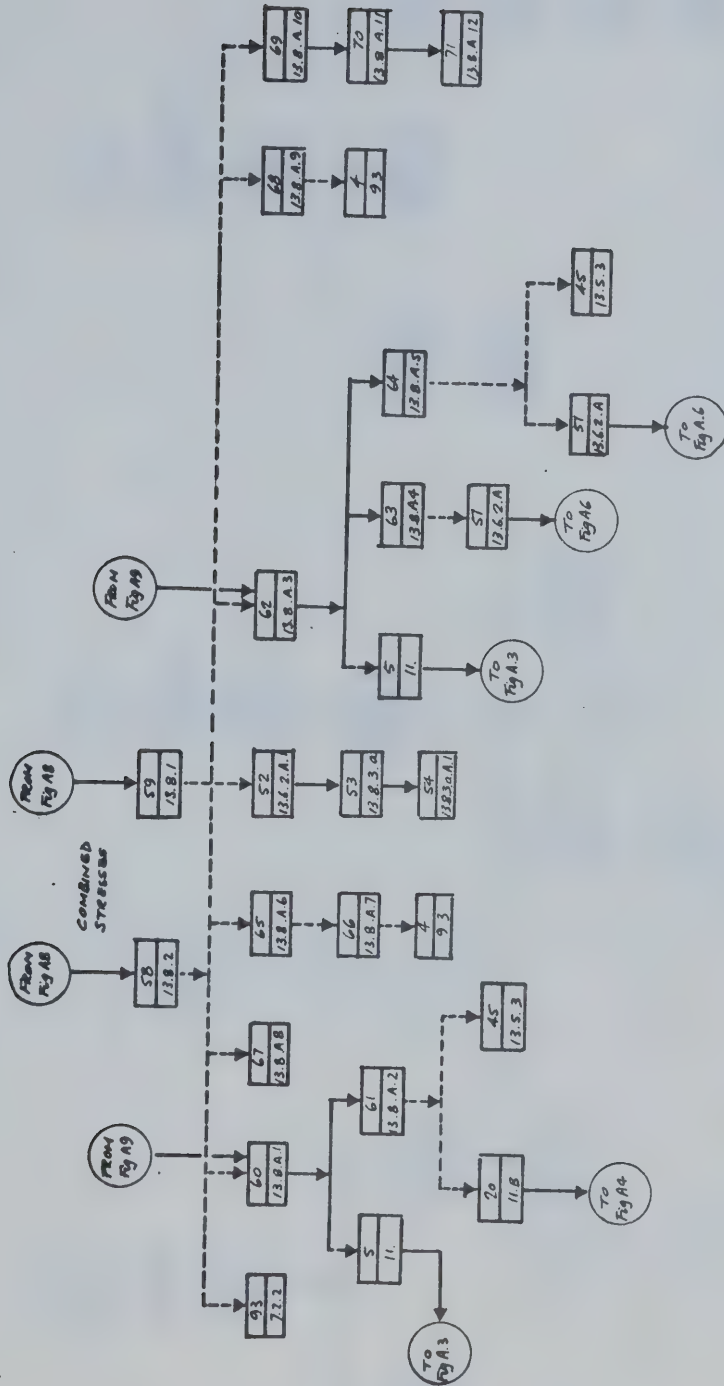 FROM
Fig A8
COMBINED
STRESSES
FROM
Fig A8
58
13.8.2
59
13.8.1
FROM
Fig A9
FROM
Fig A9
93
7.2.2
60
13.8.A.1
67
13.8.A.8
65
13.8.A.6
52
13.6.2.A.1
62
13.8.A.3
68
13.8.A.9
69
13.8.A.10
5
11.
61
13.8.A.2
66
13.8.A.7
53
13.8.3.a
5
11.
63
13.8.A4
64
13.8.A.5
4
9.3
70
13.8.A.11
4
9.3
54
13.8.3.a.A.1
57
13.6.2.A
71
13.8.A.12
TO
Fig A.3
20
11.8
45
13.5.3
TO
Fig A.3
TO
Fig A6
57
13.6.2.A
45
13.5.3
TO
Fig A4
TO
Fig A.6